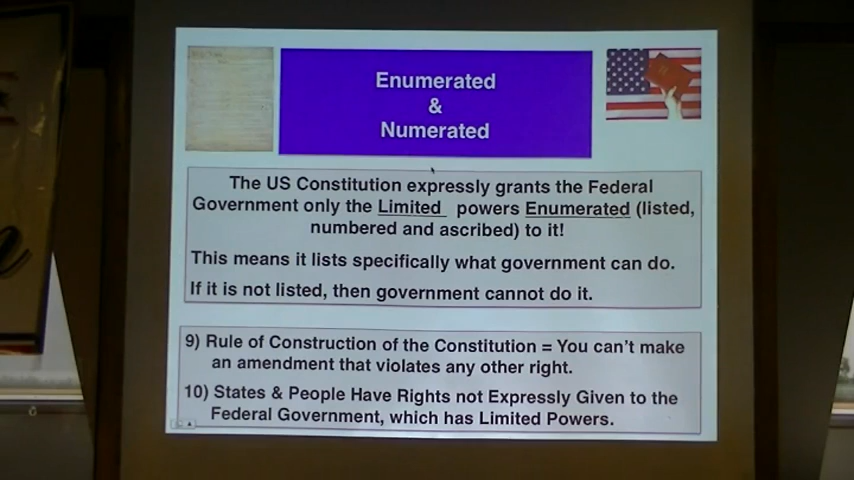 Enumerated
&
Numerated
The US Constitution expressly grants the Federal
Government only the Limited powers Enumerated (listed,
numbered and ascribed) to it!
This means it lists specifically what government can do.
If it is not listed, then government cannot do it.
9) Rule of Construction of the Constitution = You can't make
an amendment that violates any other right.
10) States & People Have Rights not Expressly Given to the
Federal Government, which has Limited Powers.